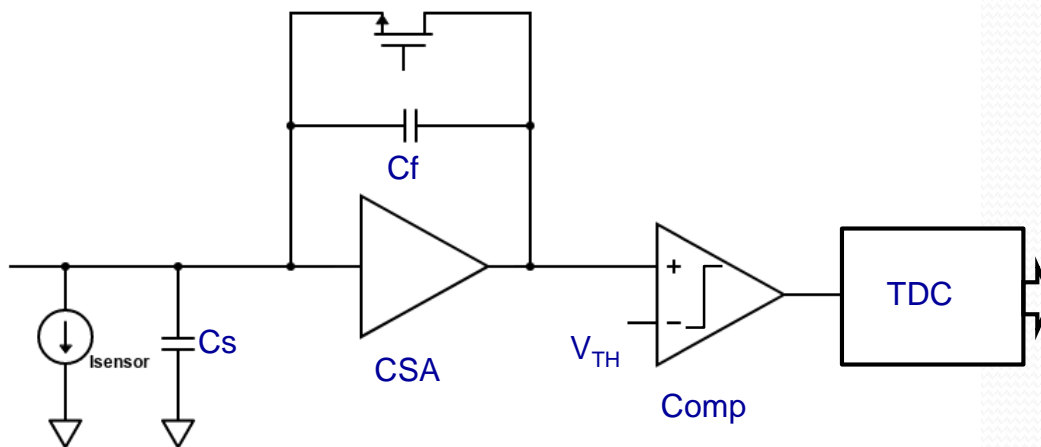 Cf
TDC
Cs
Isensor
V_TH
CSA
Comp